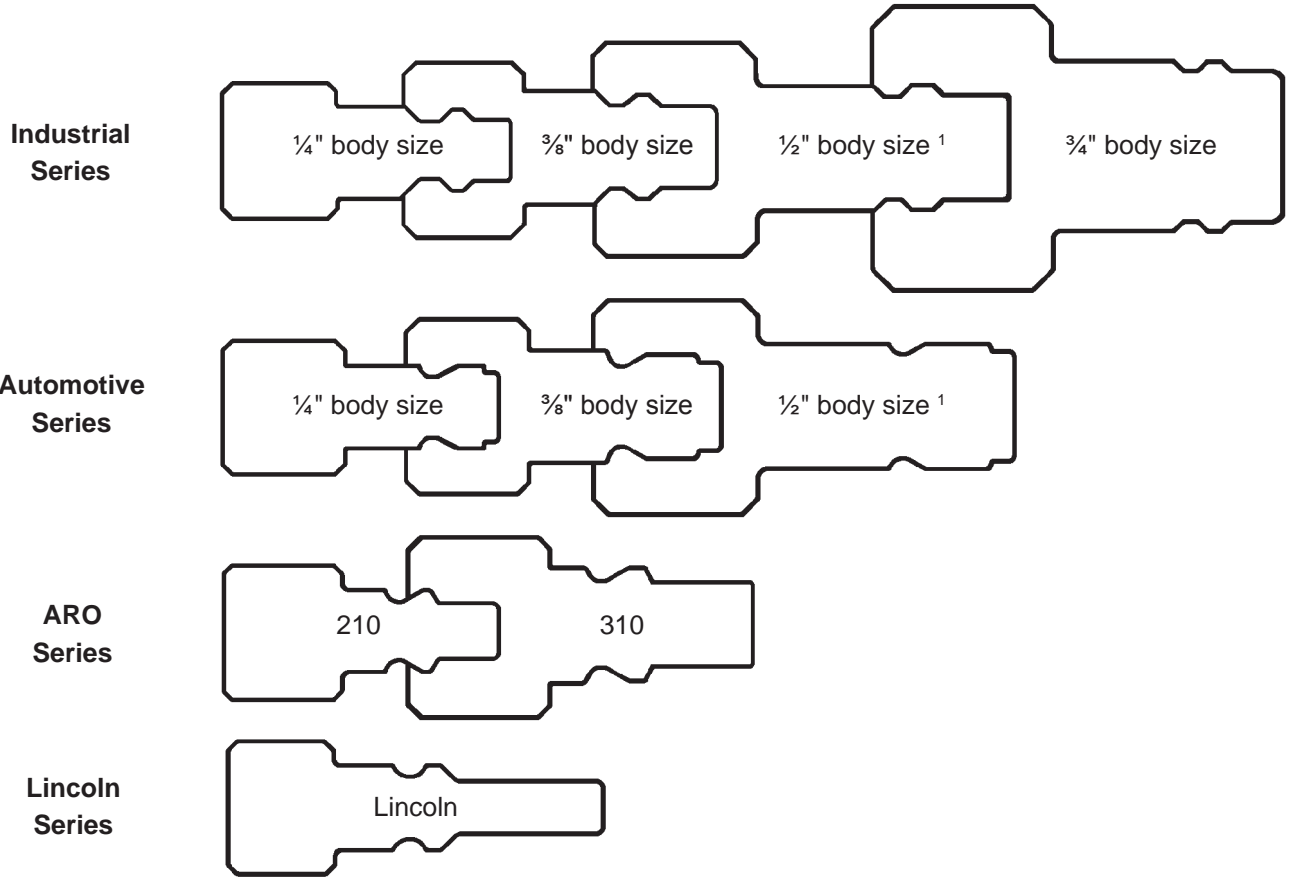 Industrial
Series
¼" body size
⅜" body size
½" body size ¹
¾" body size
Automotive
Series
¼" body size
⅜" body size
½" body size ¹
ARO
Series
210
310
Lincoln
Series
Lincoln